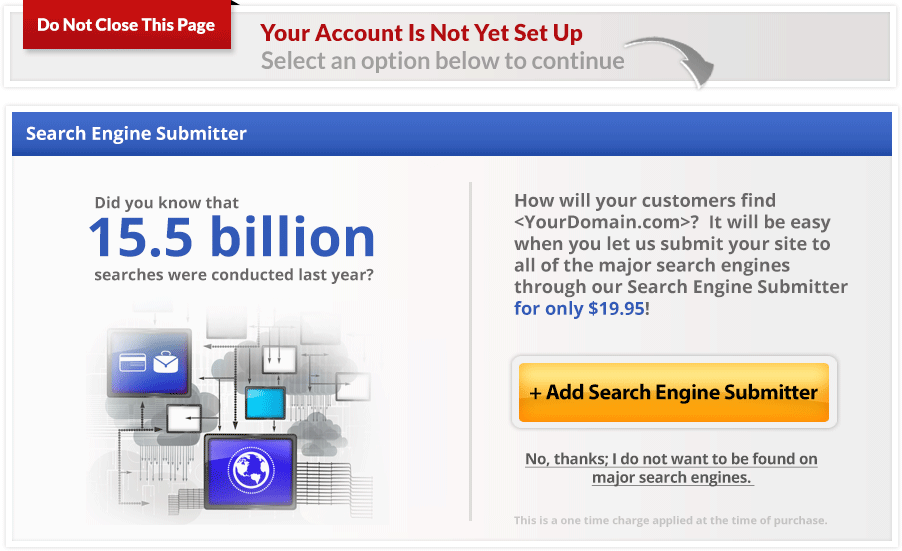 Do Not Close This Page
Your Account Is Not Yet Set Up
Select an option below to continue
Search Engine Submitter
Did you know that
15.5 billion
searches were conducted last year?
How will your customers find
<YourDomain.com>? It will be easy
when you let us submit your site to
all of the major search engines
through our Search Engine Submitter
for only $19.95!
+ Add Search Engine Submitter
No, thanks; I do not want to be found on
major search engines.
This is a one time charge applied at the time of purchase.